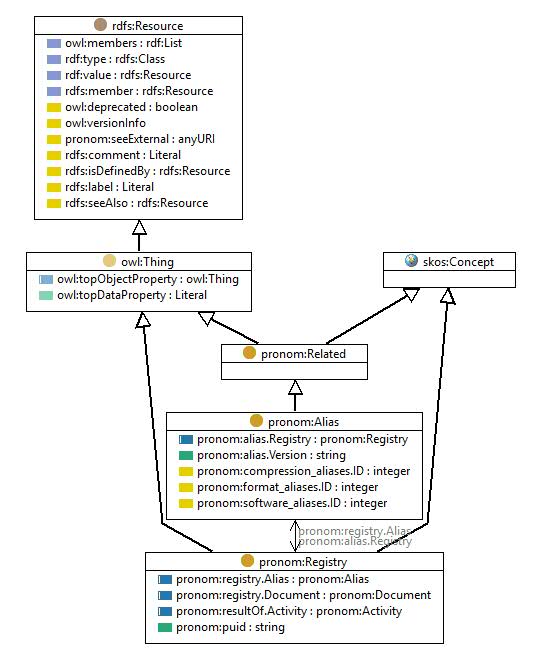 rdfs:Resource
owl:members : rdf:List
rdf:type : rdfs:Class
rdf:value : rdfs:Resource
rdfs:member : rdfs:Resource
owl:deprecated : boolean
owl:versionInfo
pronom:seeExternal : anyURI
rdfs:comment : Literal
rdfs:isDefinedBy : rdfs:Resource
rdfs:label : Literal
rdfs:seeAlso : rdfs:Resource
owl:Thing
owl:topObjectProperty : owl:Thing
owl:topDataProperty : Literal
skos:Concept
pronom:Related
pronom:Alias
pronom:alias.Registry : pronom:Registry
pronom:alias.Version : string
pronom:compression_aliases.ID : integer
pronom:format_aliases.ID : integer
pronom:software_aliases.ID : integer
pronom:registry.Alias
pronom:alias.Registry
pronom:Registry
pronom:registry.Alias : pronom:Alias
pronom:registry.Document : pronom:Document
pronom:resultOf.Activity : pronom:Activity
pronom:puid : string